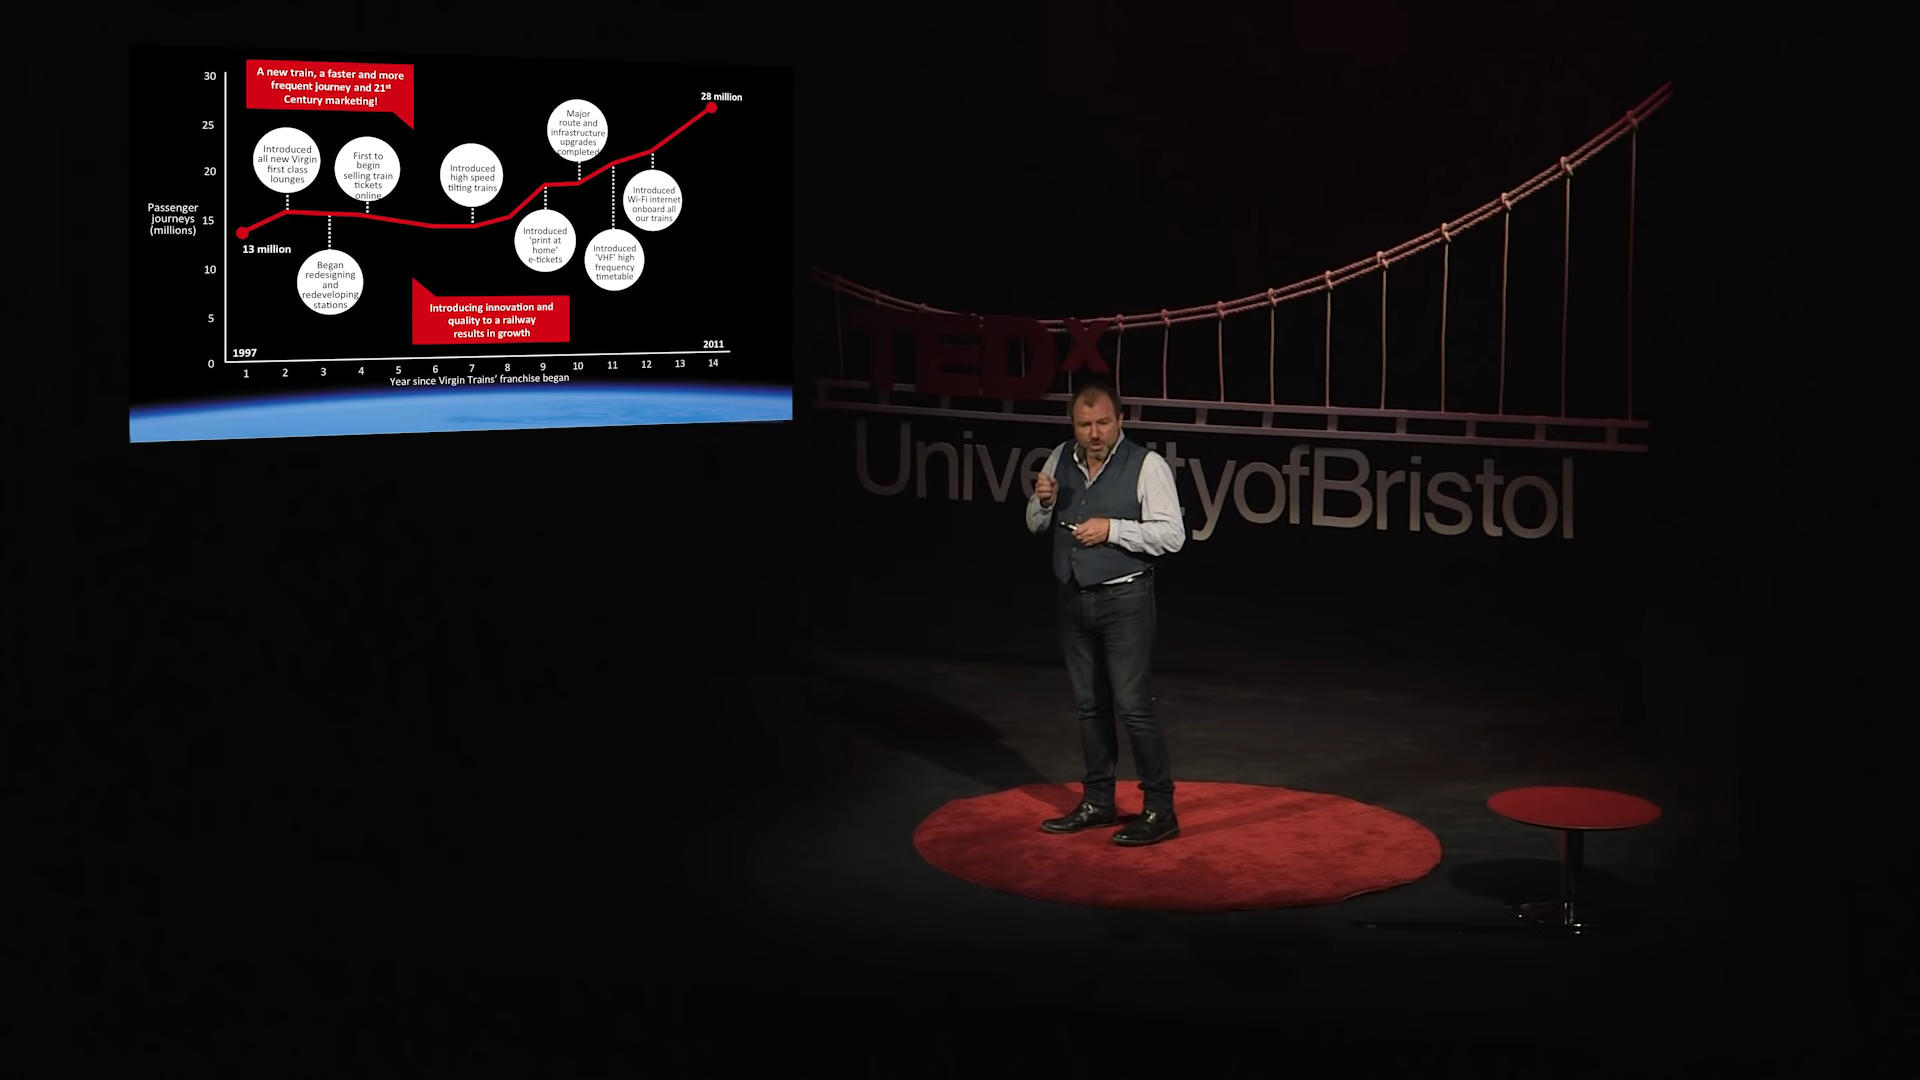 30
25
20
15
10
5
0
Passenger
journeys
(millions)
A new train, a faster and more
frequent journey and 21st
Century marketing!
Introduced
all new Virgin
first class
lounges
First to
begin
selling train
tickets
online
Introduced
high speed
tilting trains
Major
route and
infrastructure
upgrades
completed
28 million
13 million
Began
redesigning
and
redeveloping
stations
Introduced
'print at
home'
e-tickets
Introduced
'VHF' high
frequency
timetable
Introduced
Wi-Fi internet
onboard all
our trains
Introducing innovation and
quality to a railway
results in growth
1997
2011
1 2 3 4 5 6 7 8 9 10 11 12 13 14
Year since Virgin Trains' franchise began
TEDx
UniversityofBristol